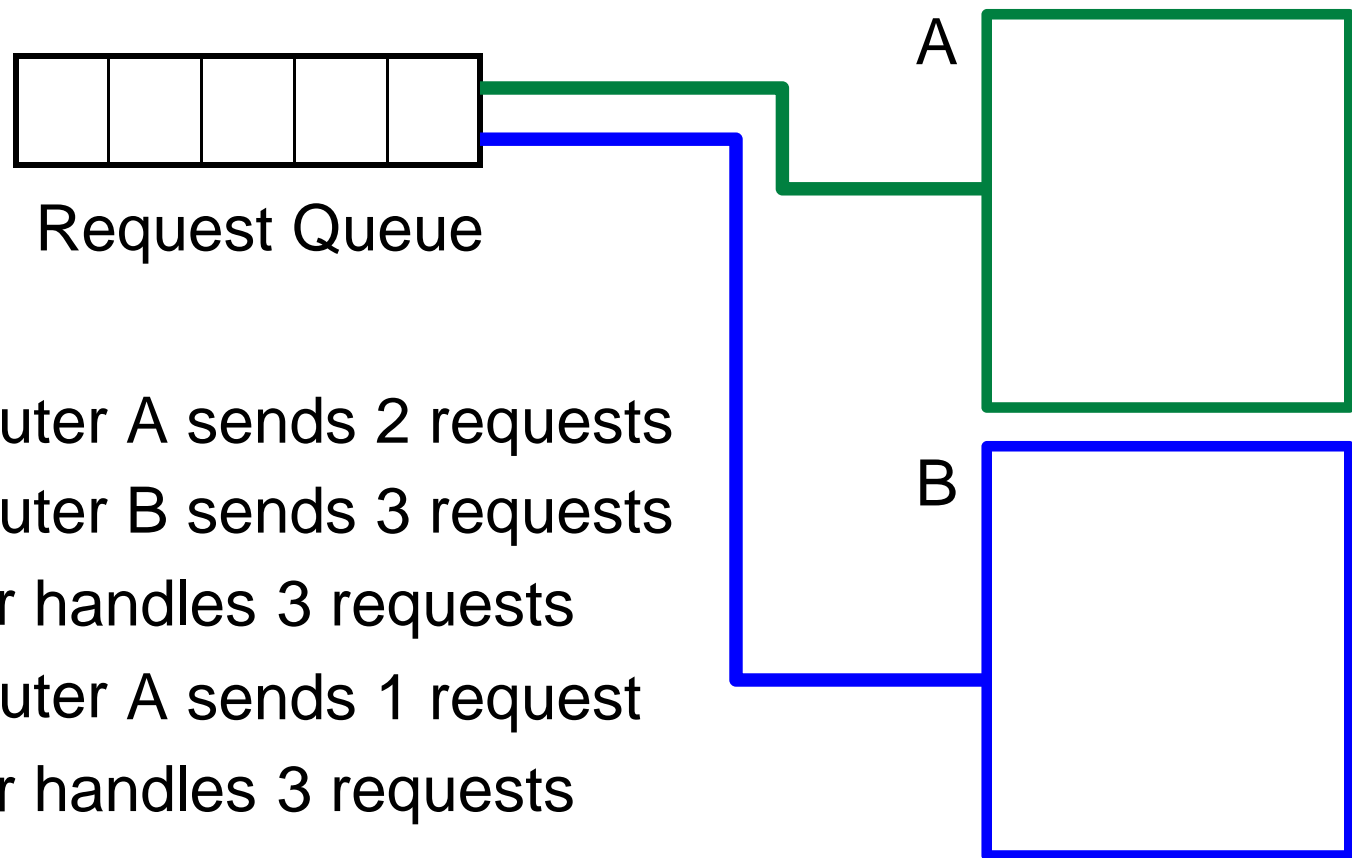 A
Request Queue
uter A sends 2 requests
B
uter B sends 3 requests
r handles 3 requests
uter A sends 1 request
r handles 3 requests